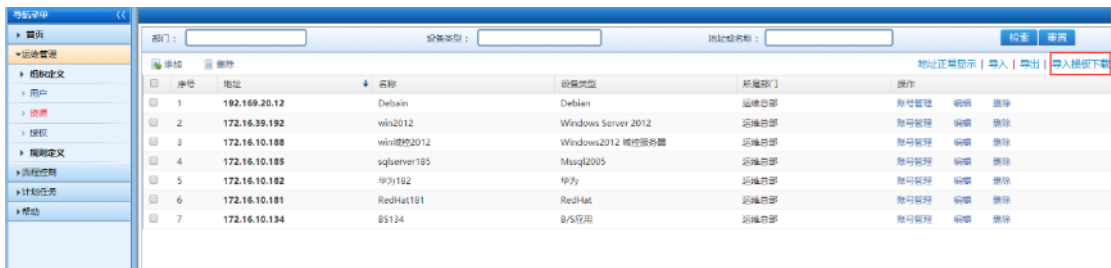 导航菜单 《
首页
运维管理
组织定义
用户
资源
授权
规则定义
流程控制
计划任务
帮助
部门： 设备类型： 地址或名称： 检索 重置
添加 删除 地址正常显示 | 导入 | 导出 | 导入模板下载
序号 地址 名称 设备类型 所属部门 操作
1 192.169.20.12 Debain Debian 运维总部 账号管理 编辑 删除
2 172.16.39.192 win2012 Windows Server 2012 运维总部 账号管理 编辑 删除
3 172.16.10.188 win域控2012 Windows2012 域控服务器 运维总部 账号管理 编辑 删除
4 172.16.10.185 sqlserver185 Mssql2005 运维总部 账号管理 编辑 删除
5 172.16.10.182 华为182 华为 运维总部 账号管理 编辑 删除
6 172.16.10.181 RedHat181 RedHat 运维总部 账号管理 编辑 删除
7 172.16.10.134 BS134 B/S应用 运维总部 账号管理 编辑 删除